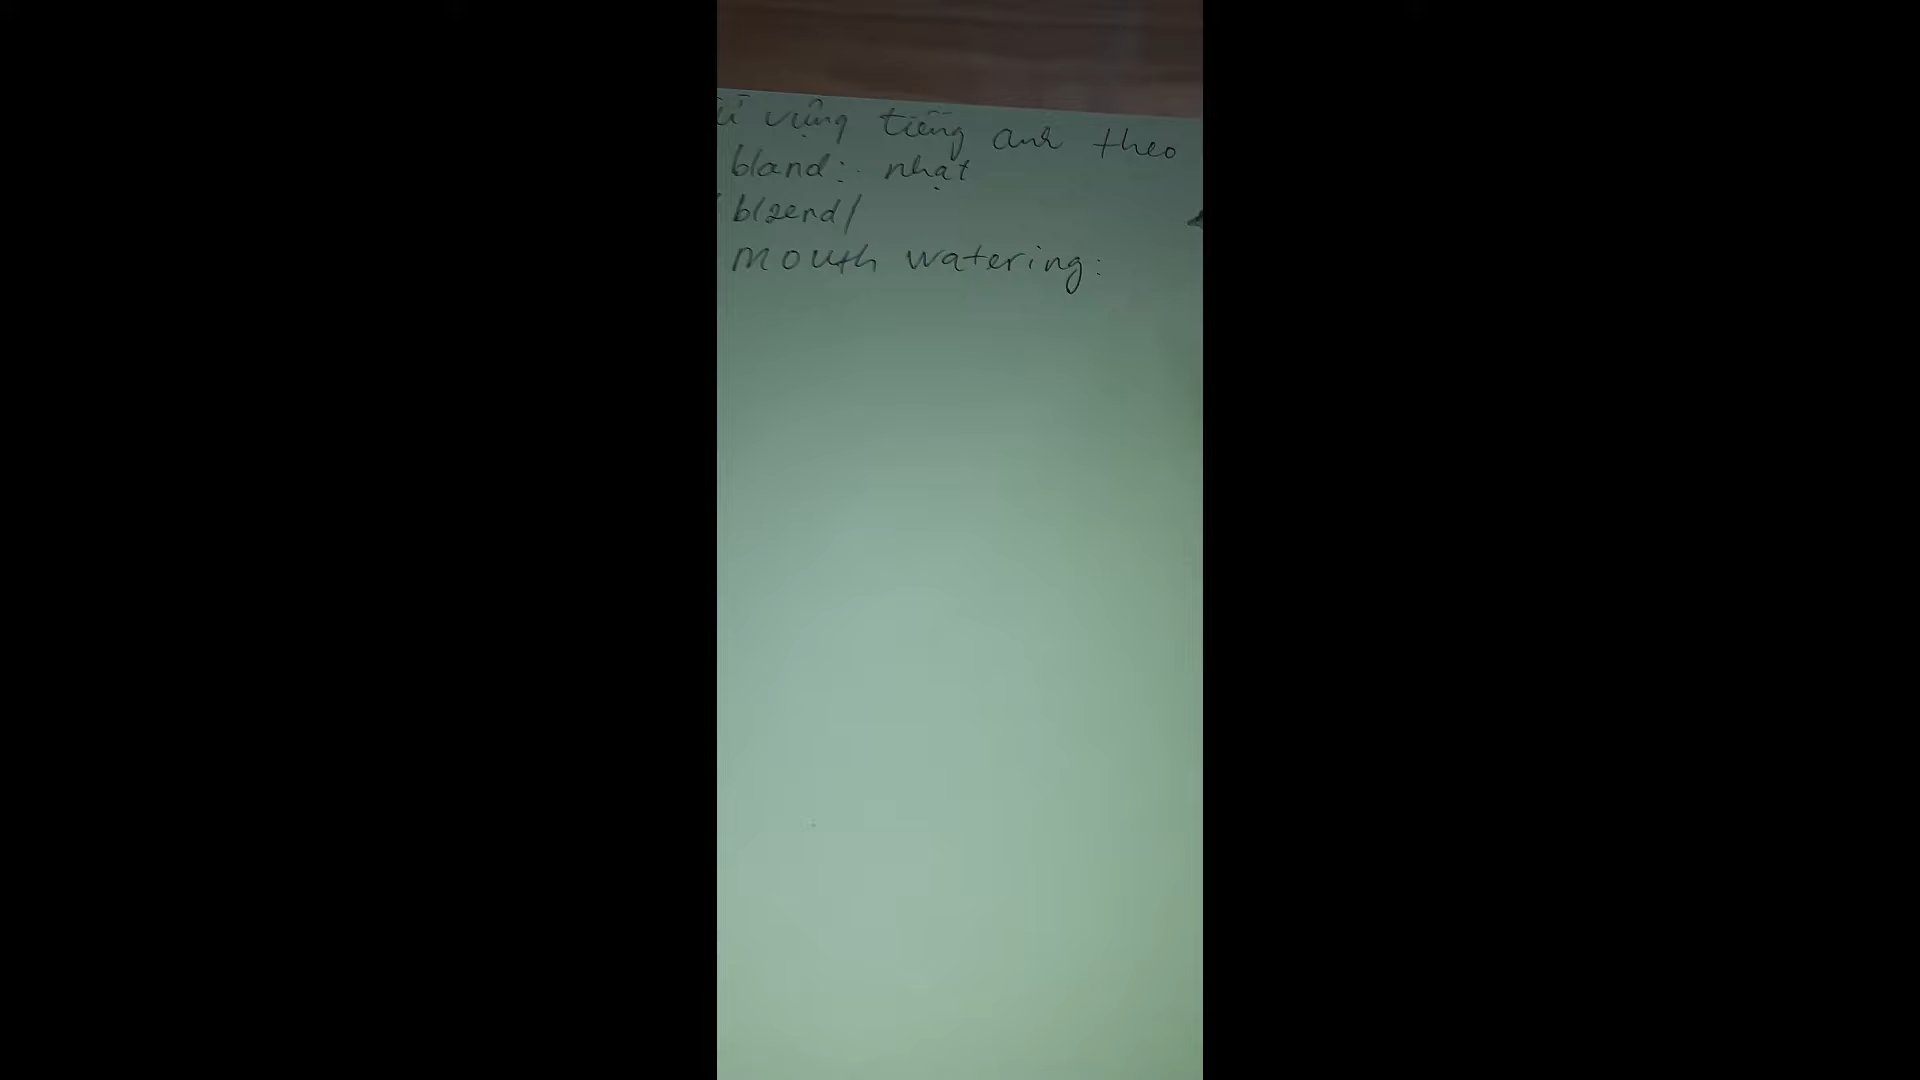 vựng tiếng anh theo
bland: nhạt
blænd/
mouth watering: